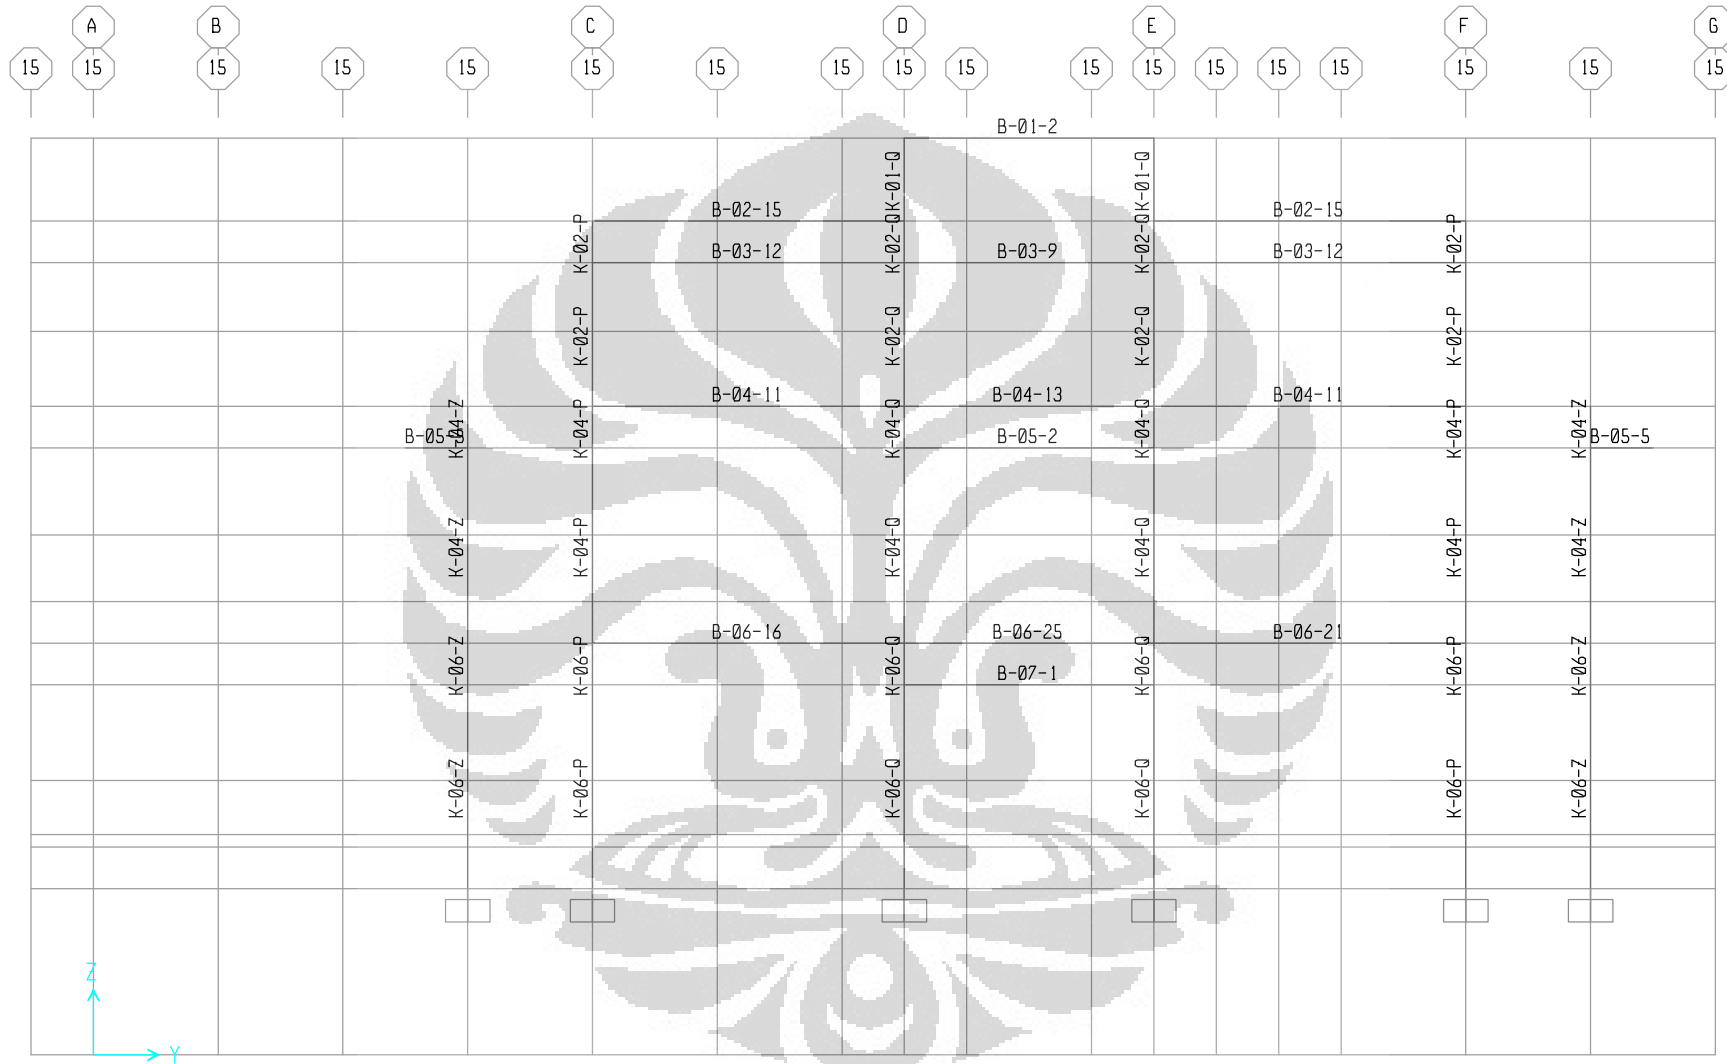 A B C D E F G
15 15 15 15 15 15 15 15 15 15 15 15 15 15 15 15 15 15
B-01-2
K-01-Q K-01-Q
B-02-15 B-02-15
K-02-P K-02-Q K-02-Q K-02-P
B-03-12 B-03-9 B-03-12
K-02-P K-02-Q K-02-Q K-02-P
B-04-11 B-04-13 B-04-11
K-04-Z K-04-P K-04-Q K-04-Q K-04-P K-04-Z
B-05-5 B-05-2 B-05-5
K-04-Z K-04-P K-04-Q K-04-Q K-04-P K-04-Z
B-06-16 B-06-25 B-06-21
K-06-Z K-06-P K-06-Q K-06-Q K-06-P K-06-Z
B-07-1
K-06-Z K-06-P K-06-Q K-06-Q K-06-P K-06-Z
Z
Y